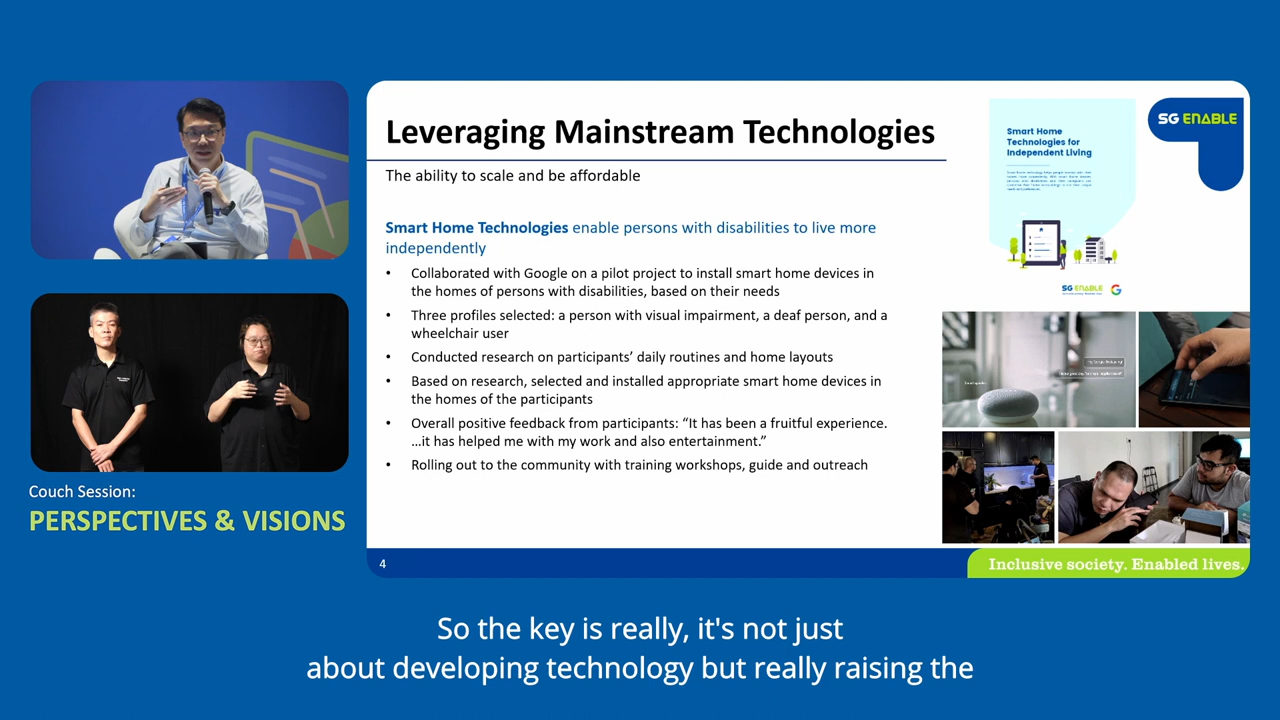 Leveraging Mainstream Technologies
The ability to scale and be affordable
Smart Home Technologies enable persons with disabilities to live more
independently
• Collaborated with Google on a pilot project to install smart home devices in
the homes of persons with disabilities, based on their needs
• Three profiles selected: a person with visual impairment, a deaf person, and a
wheelchair user
• Conducted research on participants’ daily routines and home layouts
• Based on research, selected and installed appropriate smart home devices in
the homes of the participants
• Overall positive feedback from participants: “It has been a fruitful experience.
…it has helped me with my work and also entertainment.”
• Rolling out to the community with training workshops, guide and outreach
Smart Home
Technologies for
Independent Living
SG ENABLE
G
SG ENABLE
4
Inclusive society. Enabled lives.
Couch Session:
PERSPECTIVES & VISIONS
So the key is really, it's not just
about developing technology but really raising the